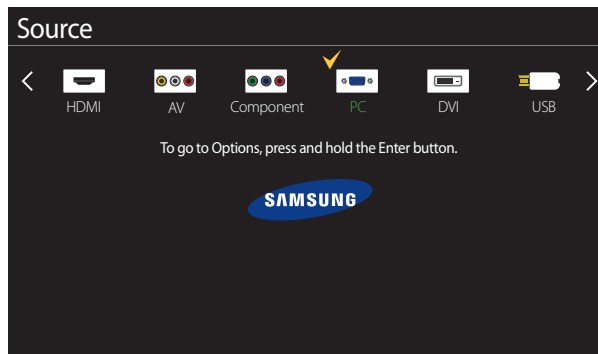 Source
HDMI AV Component PC DVI USB
To go to Options, press and hold the Enter button.
SAMSUNG